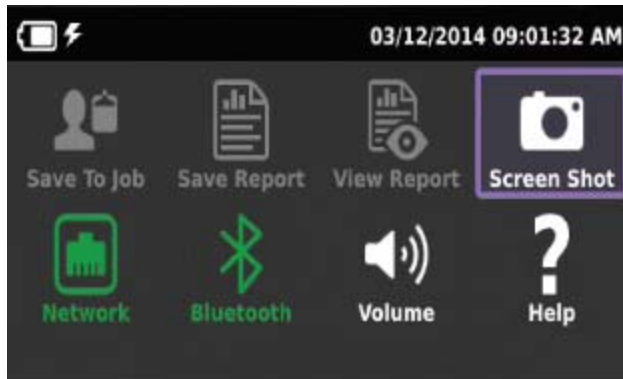 03/12/2014 09:01:32 AM
Save To Job Save Report View Report Screen Shot
Network Bluetooth Volume Help